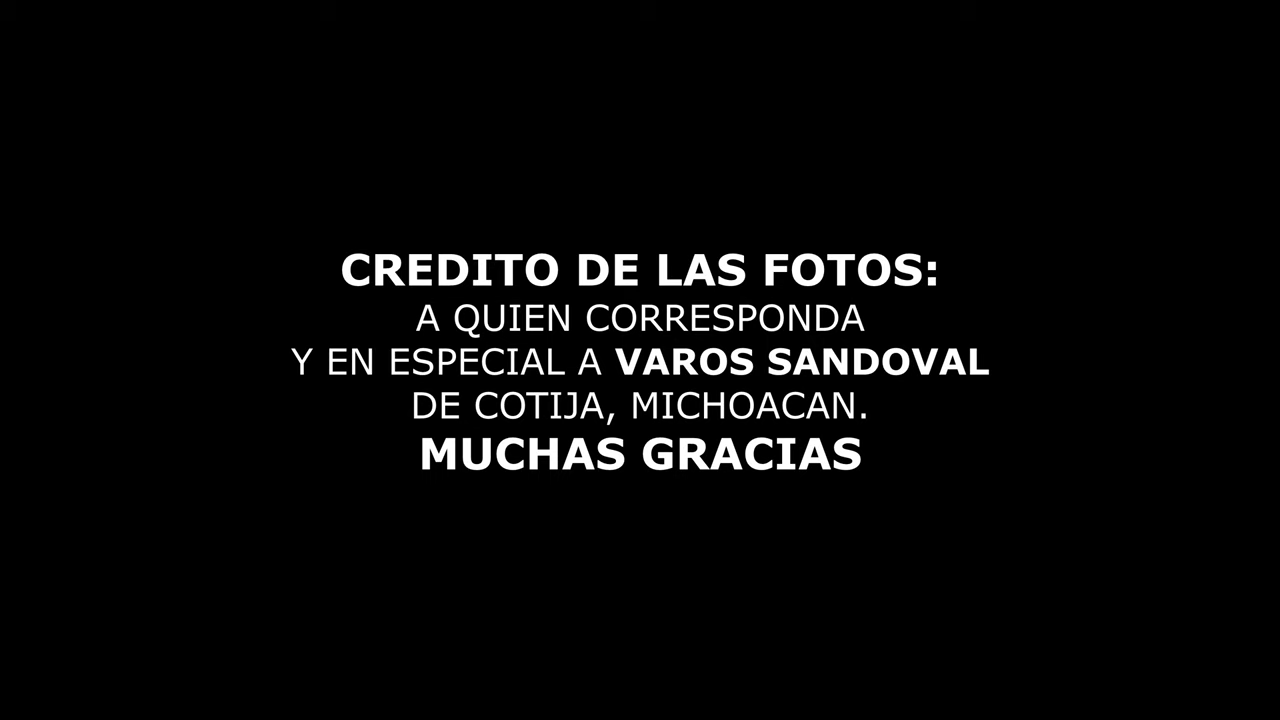 CREDITO DE LAS FOTOS:
A QUIEN CORRESPONDA
Y EN ESPECIAL A VAROS SANDOVAL
DE COTIJA, MICHOACAN.
MUCHAS GRACIAS